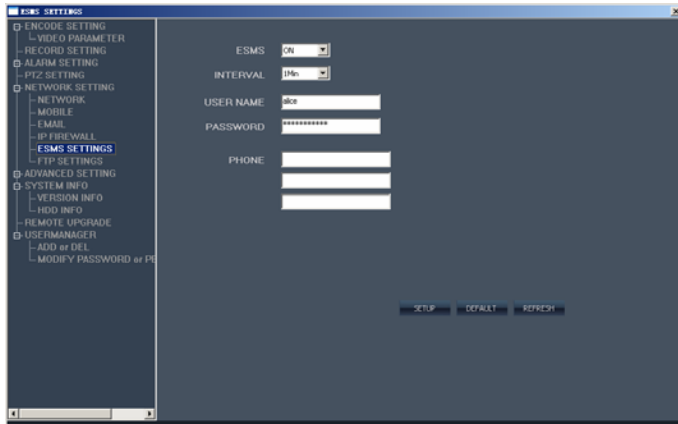 ESMS SETTINGS
ENCODE SETTING
VIDEO PARAMETER
RECORD SETTING
ALARM SETTING
PTZ SETTING
NETWORK SETTING
NETWORK
MOBILE
EMAIL
IP FIREWALL
ESMS SETTINGS
FTP SETTINGS
ADVANCED SETTING
SYSTEM INFO
VERSION INFO
HDD INFO
REMOTE UPGRADE
USERMANAGER
ADD or DEL
MODIFY PASSWORD or PE
ESMS ON
INTERVAL 1Min
USER NAME alice
PASSWORD ***********
PHONE
SETUP DEFAULT REFRESH